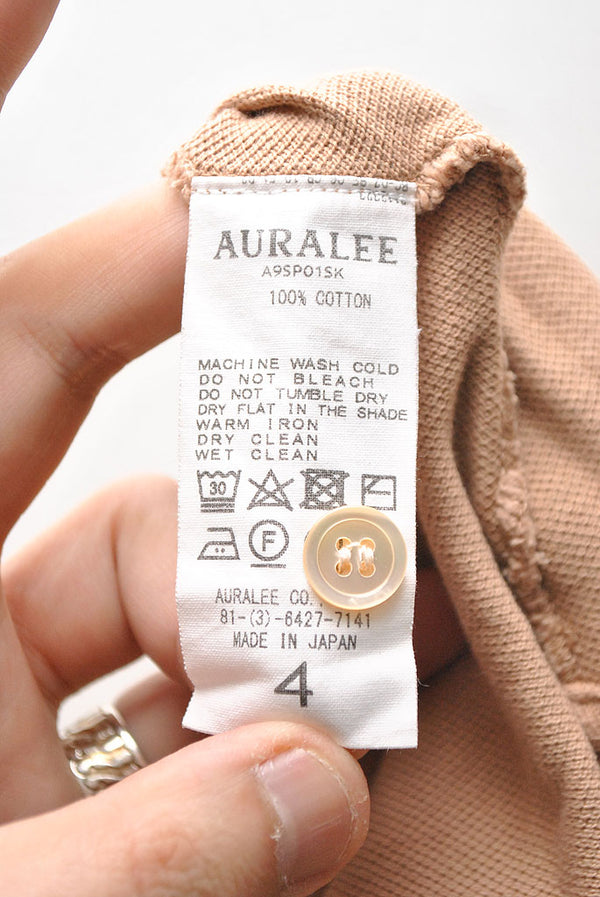 AURALEE
A9SP01SK
100% COTTON
MACHINE WASH COLD
DO NOT BLEACH
DO NOT TUMBLE DRY
DRY FLAT IN THE SHADE
WARM IRON
DRY CLEAN
WET CLEAN
30
F
AURALEE CO.,
81-(3)-6427-7141
MADE IN JAPAN
4